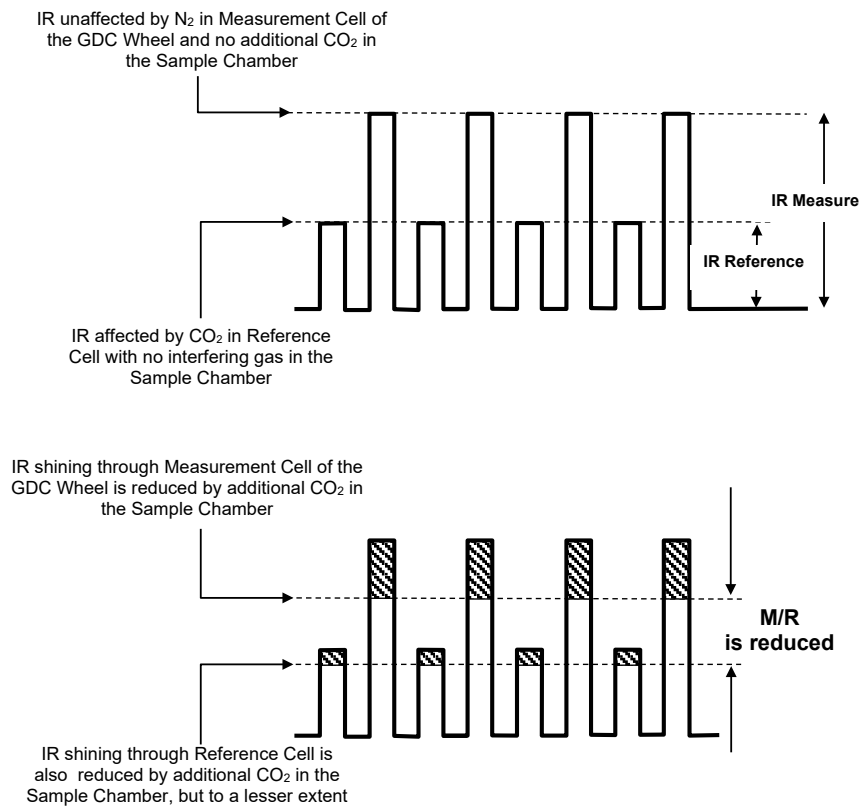 IR unaffected by N₂ in Measurement Cell of
the GDC Wheel and no additional CO₂ in
the Sample Chamber
IR Measure
IR Reference
IR affected by CO₂ in Reference
Cell with no interfering gas in the
Sample Chamber
IR shining through Measurement Cell of the
GDC Wheel is reduced by additional CO₂ in
the Sample Chamber
M/R
is reduced
IR shining through Reference Cell is
also reduced by additional CO₂ in the
Sample Chamber, but to a lesser extent